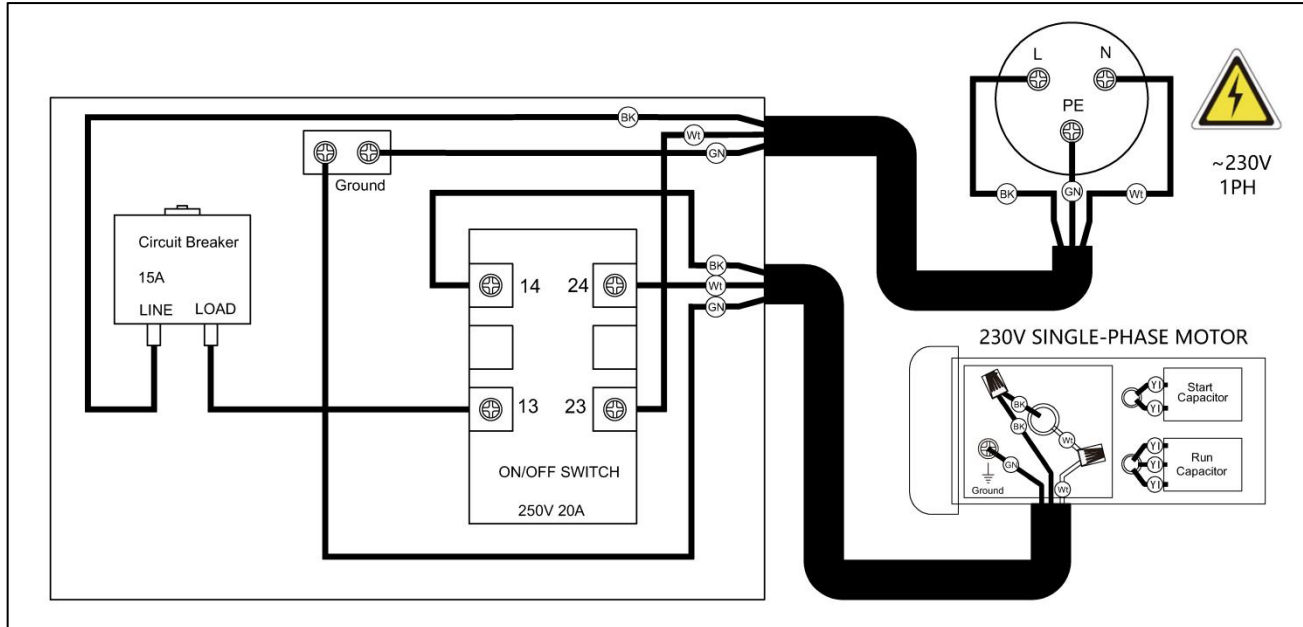 L
N
PE
BK
GN
Wt
~230V
1PH
BK
Wt
GN
Ground
Circuit Breaker
15A
LINE
LOAD
14
24
13
23
ON/OFF SWITCH
250V 20A
BK
Wt
GN
230V SINGLE-PHASE MOTOR
BK
BK
Wt
GN
Ground
Wt
YI
YI
Start
Capacitor
YI
YI
YI
Run
Capacitor